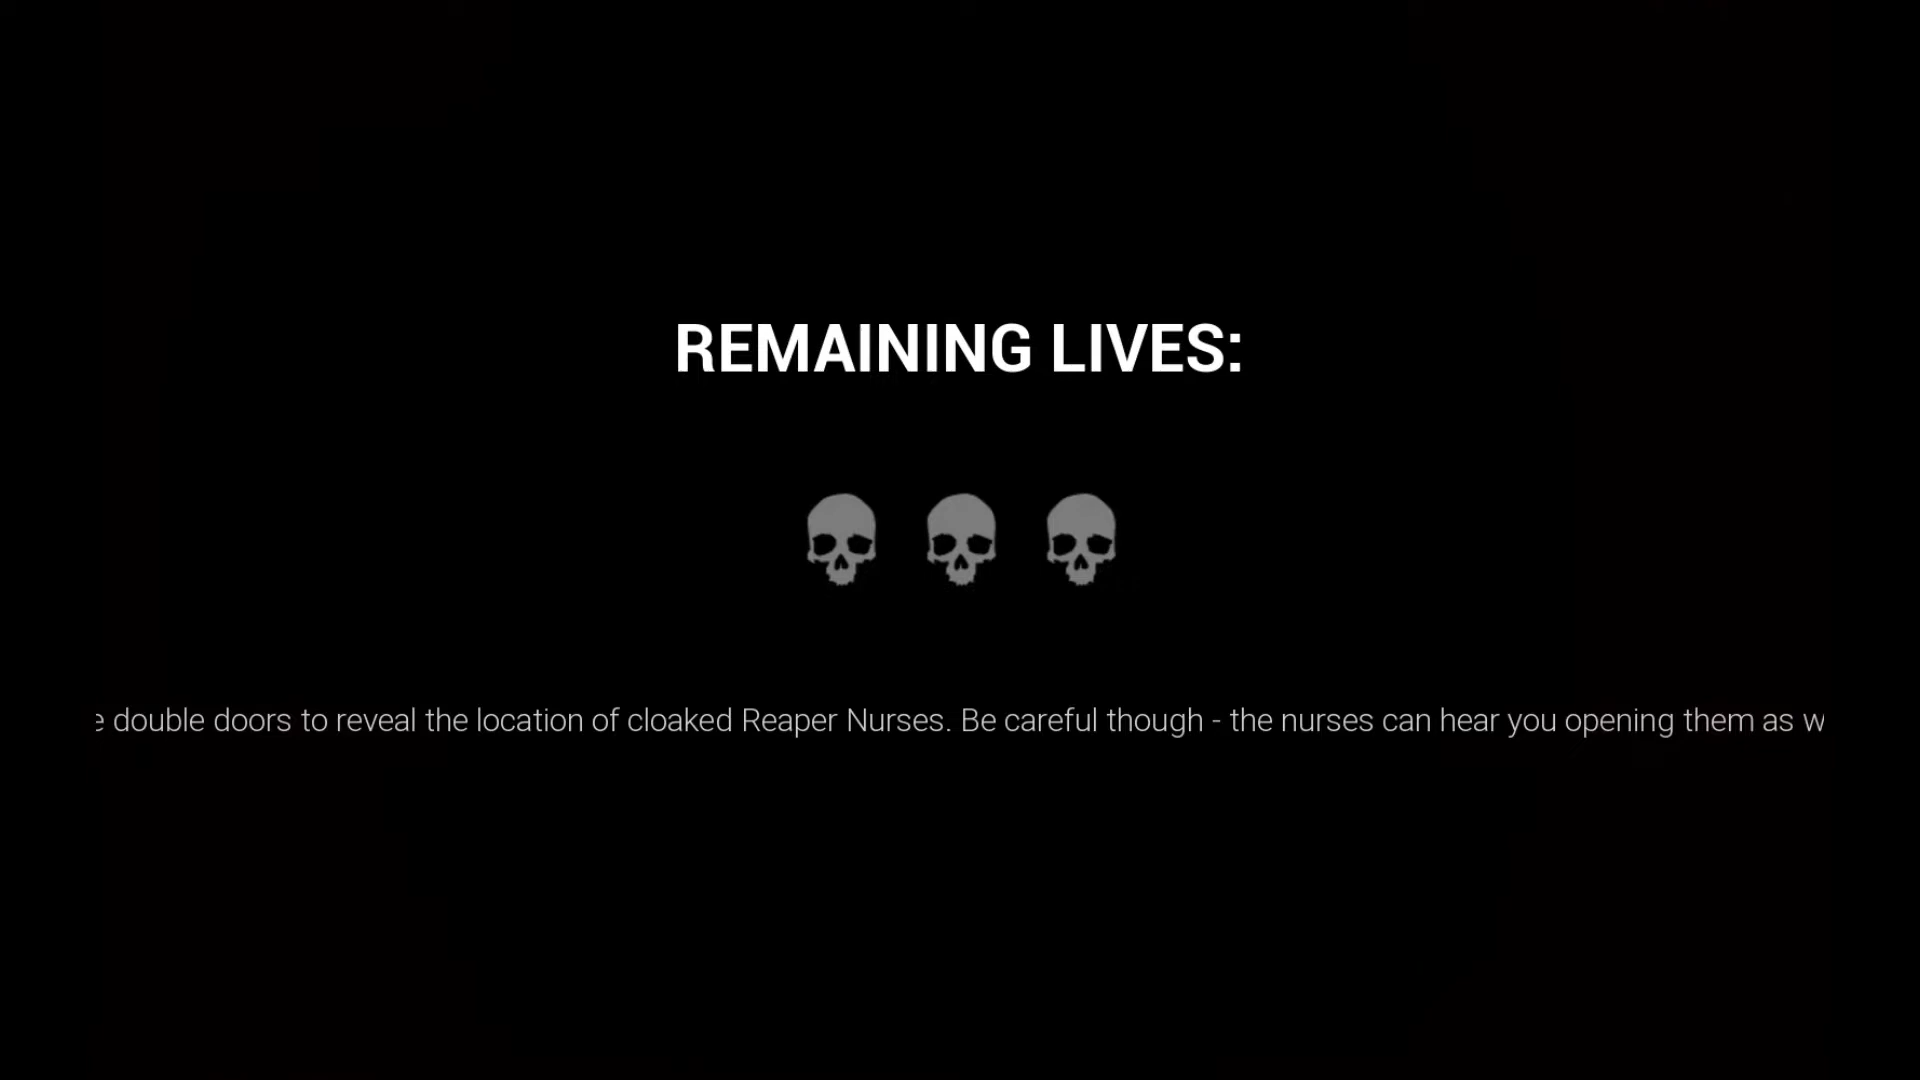 REMAINING LIVES:
double doors to reveal the location of cloaked Reaper Nurses. Be careful though - the nurses can hear you opening them as